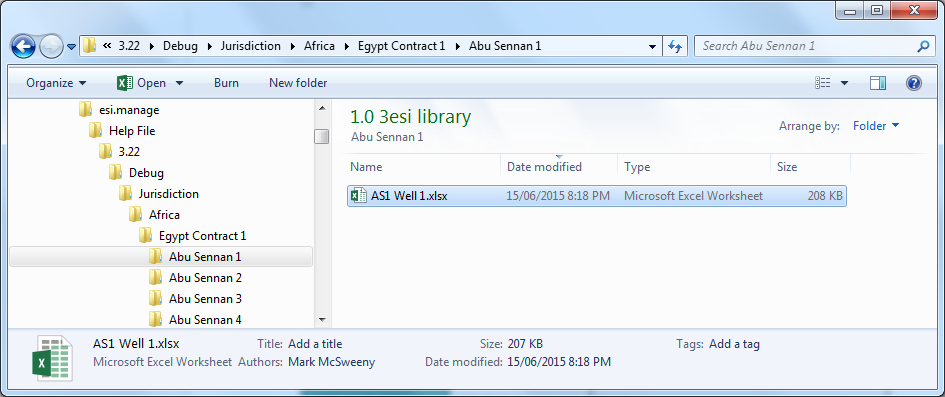 « 3.22 Debug Jurisdiction Africa Egypt Contract 1 Abu Sennan 1 Search Abu Sennan 1
Organize Open Burn New folder
esi.manage
Help File
3.22
Debug
Jurisdiction
Africa
Egypt Contract 1
Abu Sennan 1
Abu Sennan 2
Abu Sennan 3
Abu Sennan 4
1.0 3esi library
Abu Sennan 1
Arrange by: Folder
Name Date modified Type Size
AS1 Well 1.xlsx 15/06/2015 8:18 PM Microsoft Excel Worksheet 208 KB
AS1 Well 1.xlsx Title: Add a title Size: 207 KB Tags: Add a tag
Microsoft Excel Worksheet Authors: Mark McSweeny Date modified: 15/06/2015 8:18 PM